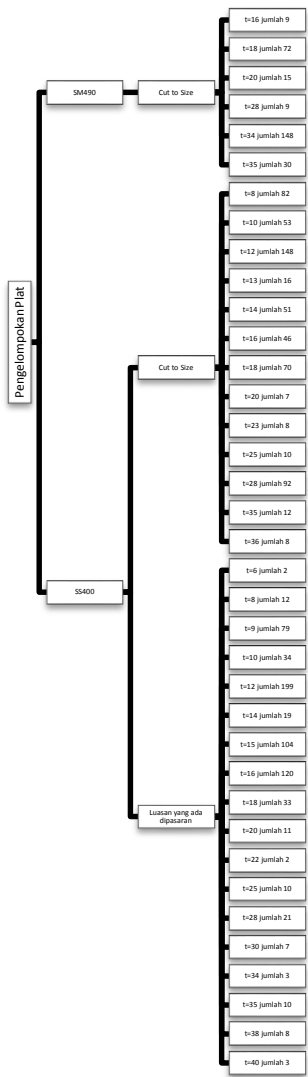 Pengelompokan Plat
SM490
Cut to Size
t=16 jumlah 9
t=18 jumlah 72
t=20 jumlah 15
t=28 jumlah 9
t=34 jumlah 148
t=35 jumlah 30
SS400
Cut to Size
t=8 jumlah 82
t=10 jumlah 53
t=12 jumlah 148
t=13 jumlah 16
t=14 jumlah 51
t=16 jumlah 46
t=18 jumlah 70
t=20 jumlah 7
t=23 jumlah 8
t=25 jumlah 10
t=28 jumlah 92
t=35 jumlah 12
t=36 jumlah 8
Luasan yang ada
dipasaran
t=6 jumlah 2
t=8 jumlah 12
t=9 jumlah 79
t=10 jumlah 34
t=12 jumlah 199
t=14 jumlah 19
t=15 jumlah 104
t=16 jumlah 120
t=18 jumlah 33
t=20 jumlah 11
t=22 jumlah 2
t=25 jumlah 10
t=28 jumlah 21
t=30 jumlah 7
t=34 jumlah 3
t=35 jumlah 10
t=38 jumlah 8
t=40 jumlah 3